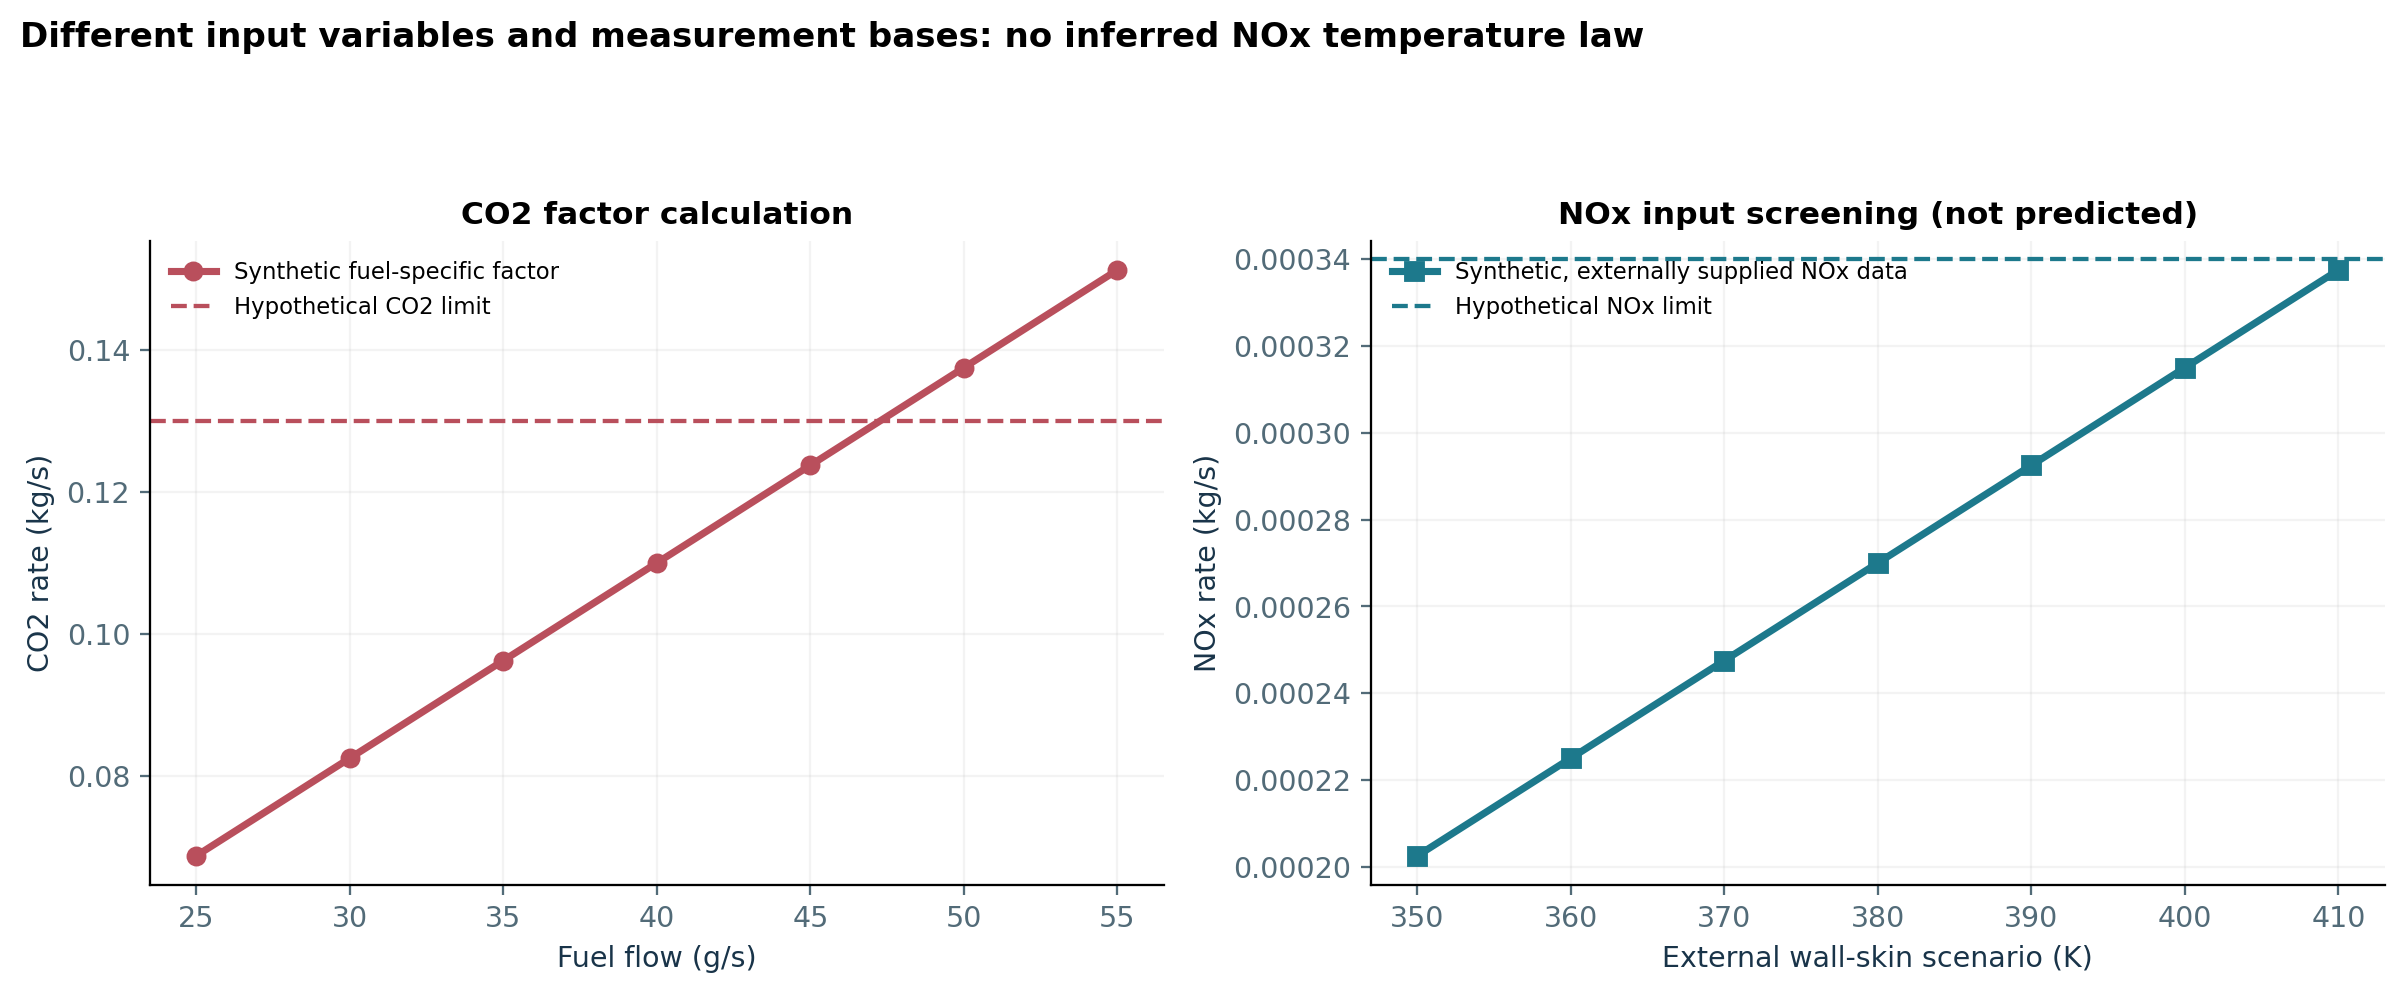 Different input variables and measurement bases: no inferred NOx temperature law
CO2 factor calculation
Synthetic fuel-specific factor
Hypothetical CO2 limit
CO2 rate (kg/s)
0.14
0.12
0.10
0.08
25 30 35 40 45 50 55
Fuel flow (g/s)
NOx input screening (not predicted)
Synthetic, externally supplied NOx data
Hypothetical NOx limit
NOx rate (kg/s)
0.00034
0.00032
0.00030
0.00028
0.00026
0.00024
0.00022
0.00020
350 360 370 380 390 400 410
External wall-skin scenario (K)